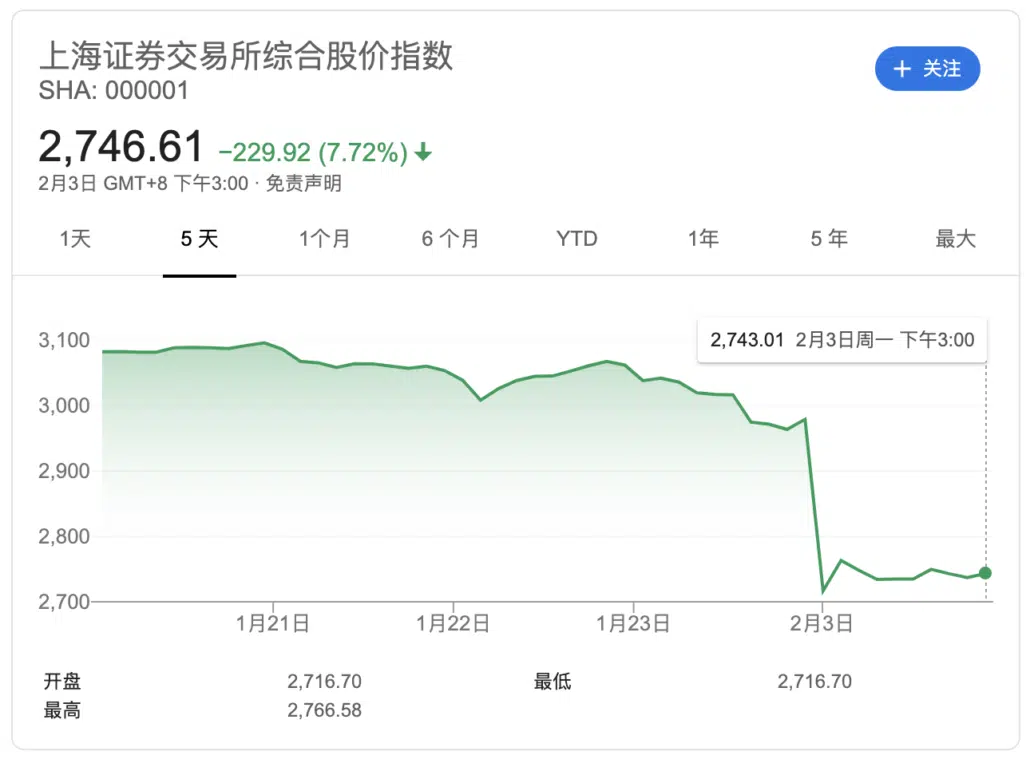 上海证券交易所综合股价指数
SHA: 000001
+ 关注
2,746.61 −229.92 (7.72%)↓
2月3日 GMT+8 下午3:00 · 免责声明
1天 5 天 1个月 6 个月 YTD 1年 5 年 最大
2,743.01 2月3日周一 下午3:00
3,100
3,000
2,900
2,800
2,700
1月21日 1月22日 1月23日 2月3日
开盘 2,716.70 最低 2,716.70
最高 2,766.58